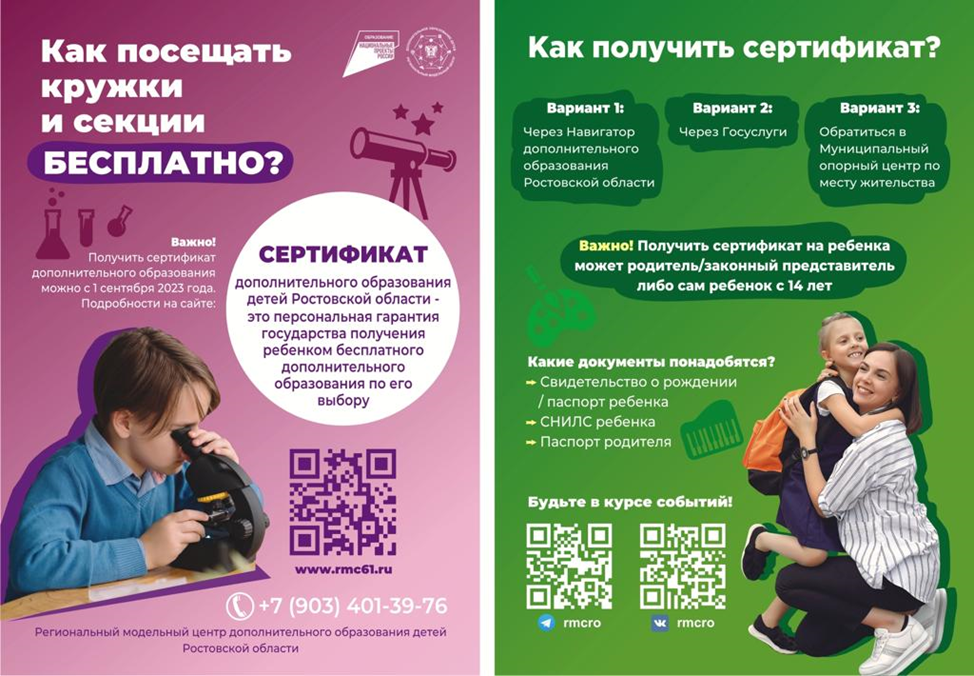 Как посещать
кружки
и секции
БЕСПЛАТНО?
ОБРАЗОВАНИЕ
НАЦИОНАЛЬНЫЕ
ПРОЕКТЫ
РОССИИ
Важно!
Получить сертификат
дополнительного образования
можно с 1 сентября 2023 года.
Подробности на сайте:
СЕРТИФИКАТ
дополнительного образования
детей Ростовской области -
это персональная гарантия
государства получения
ребенком бесплатного
дополнительного
образования по его
выбору
www.rmc61.ru
+7 (903) 401-39-76
Региональный модельный центр дополнительного образования детей
Ростовской области
Как получить сертификат?
Вариант 1:
Через Навигатор
дополнительного
образования
Ростовской области
Вариант 2:
Через Госуслуги
Вариант 3:
Обратиться в
Муниципальный
опорный центр по
месту жительства
Важно! Получить сертификат на ребенка
может родитель/законный представитель
либо сам ребенок с 14 лет
Какие документы понадобятся?
Свидетельство о рождении
/ паспорт ребенка
СНИЛС ребенка
Паспорт родителя
Будьте в курсе событий!
rmcro
rmcro